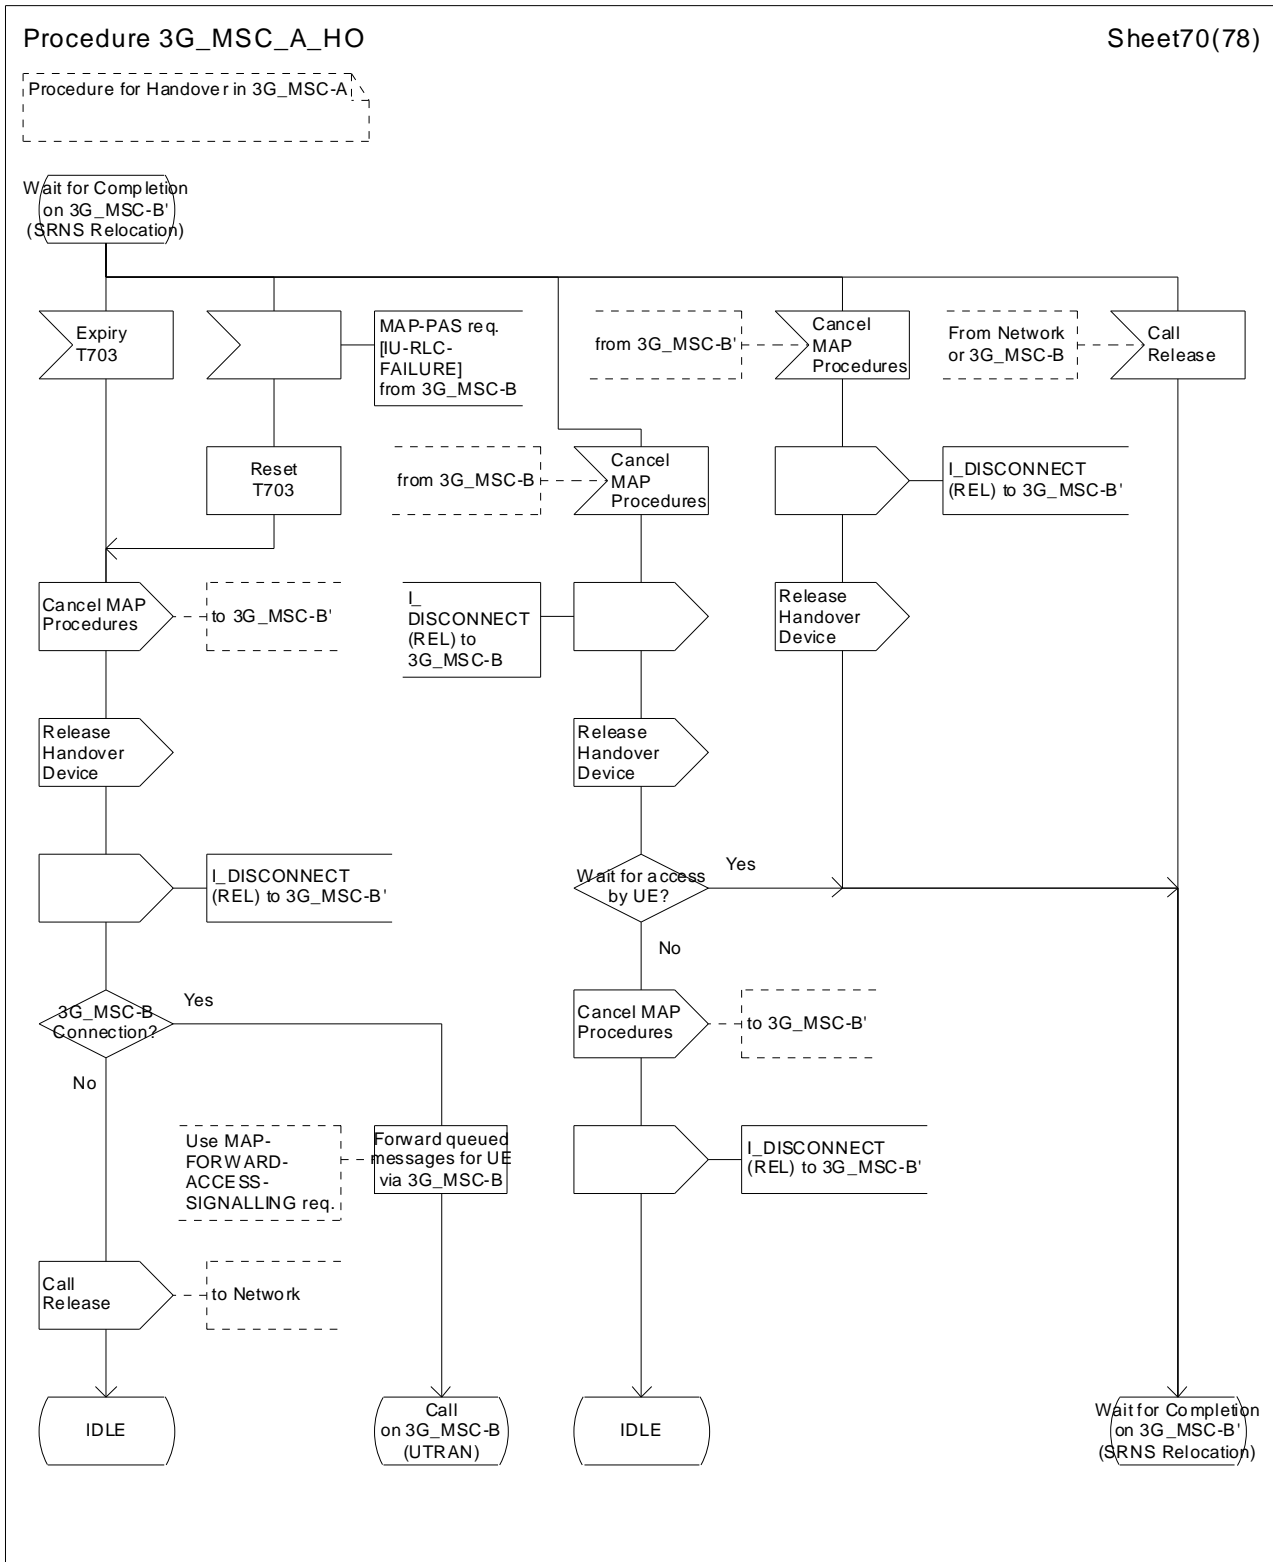 Procedure 3G_MSC_A_HO
Sheet70(78)
Procedure for Handover in 3G_MSC-A
Wait for Completion
on 3G_MSC-B'
(SRNS Relocation)
Expiry
T703
MAP-PAS req.
[IU-RLC-
FAILURE]
from 3G_MSC-B
from 3G_MSC-B'
Cancel
MAP
Procedures
From Network
or 3G_MSC-B
Call
Release
Reset
T703
from 3G_MSC-B
Cancel
MAP
Procedures
I_DISCONNECT
(REL) to 3G_MSC-B'
Cancel MAP
Procedures
to 3G_MSC-B'
I_
DISCONNECT
(REL) to
3G_MSC-B
Release
Handover
Device
Release
Handover
Device
Release
Handover
Device
I_DISCONNECT
(REL) to 3G_MSC-B'
Wait for access
by UE?
Yes
No
3G_MSC-B
Connection?
Yes
No
Cancel MAP
Procedures
to 3G_MSC-B'
Use MAP-
FORWARD-
ACCESS-
SIGNALLING req.
Forward queued
messages for UE
via 3G_MSC-B
I_DISCONNECT
(REL) to 3G_MSC-B'
Call
Release
to Network
IDLE
Call
on 3G_MSC-B
(UTRAN)
IDLE
Wait for Completion
on 3G_MSC-B'
(SRNS Relocation)